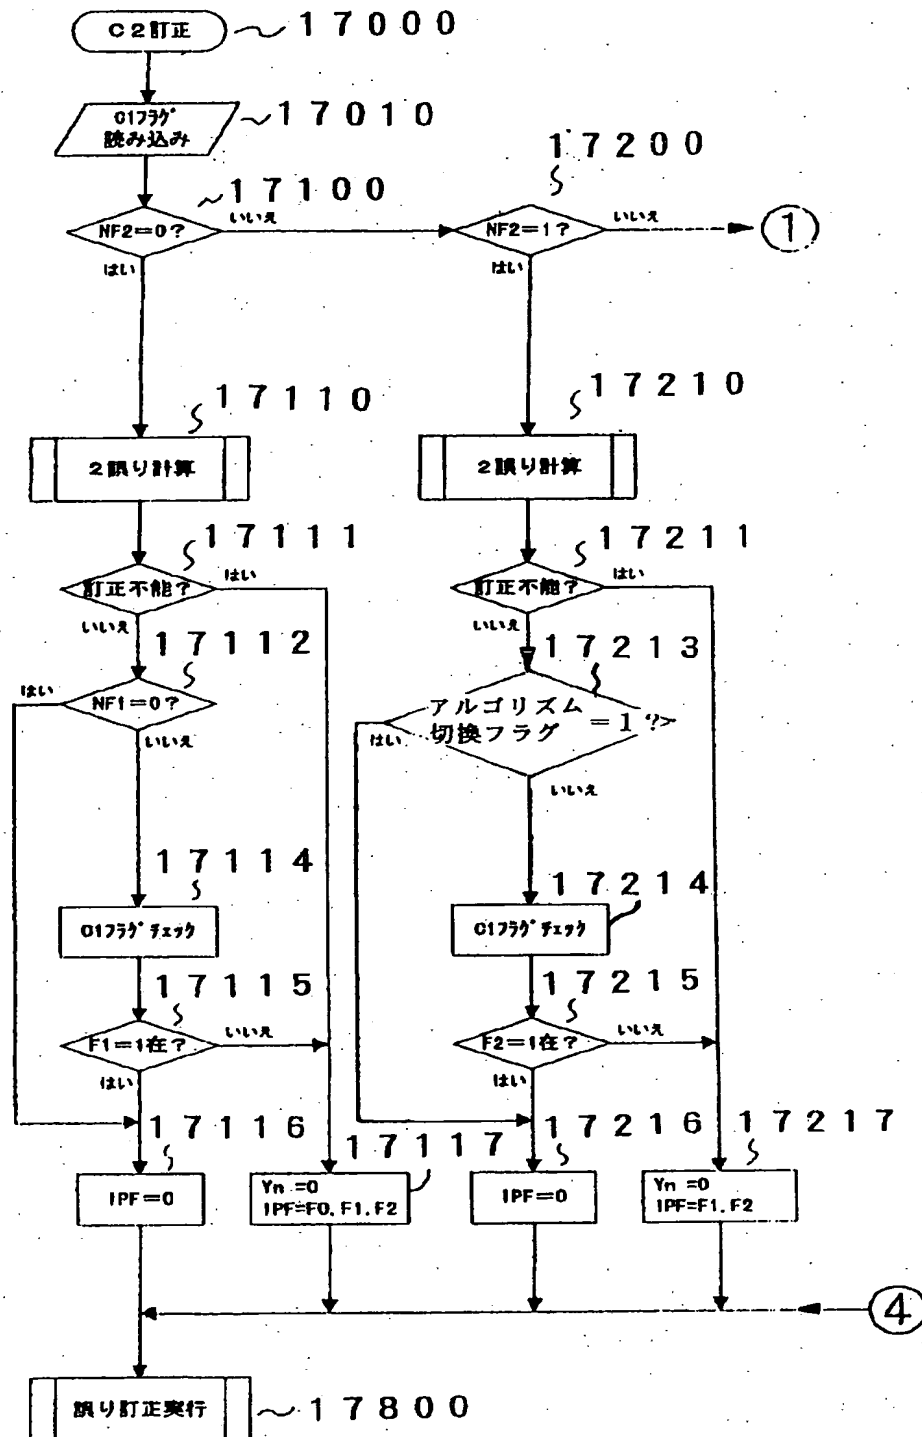 C2訂正
17000
C1フラグ
読み込み
17010
17200
17100
NF2=0?
いいえ
NF2=1?
いいえ
①
はい
はい
17110
17210
2誤り計算
2誤り計算
17111
17211
訂正不能?
はい
訂正不能?
はい
いいえ
17112
いいえ
17213
はい
NF1=0?
アルゴリズム
切換フラグ
=1?
はい
いいえ
いいえ
17114
17214
C1フラグチェック
C1フラグチェック
17115
17215
F1=1在?
いいえ
F2=1在?
いいえ
はい
はい
17116
17117
17216
17217
IPF=0
Yn=0
IPF=F0,F1,F2
IPF=0
Yn=0
IPF=F1,F2
④
誤り訂正実行
17800